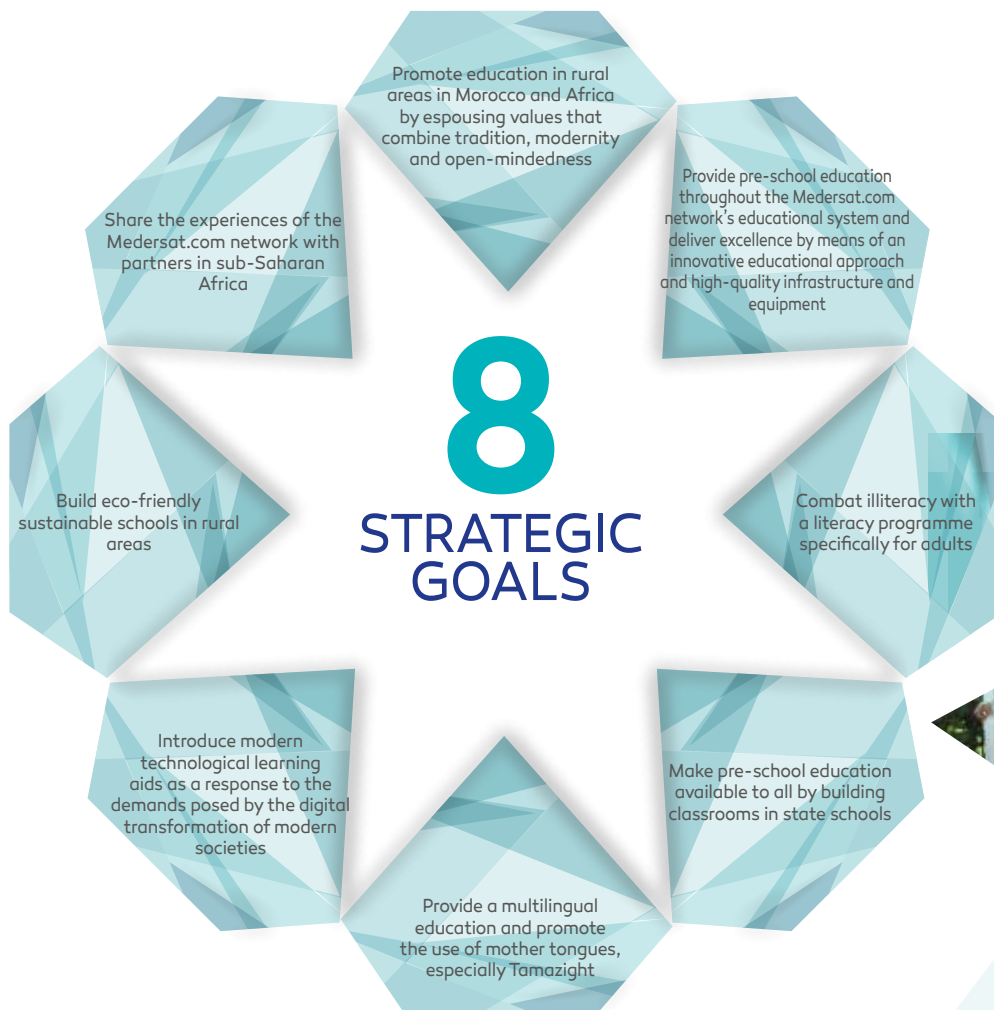 Promote education in rural
areas in Morocco and Africa
by espousing values that
combine tradition, modernity
and open-mindedness
Provide pre-school education
throughout the Medersat.com
network's educational system and
deliver excellence by means of an
innovative educational approach
and high-quality infrastructure and
equipment
Combat illiteracy with
a literacy programme
specifically for adults
Make pre-school education
available to all by building
classrooms in state schools
Provide a multilingual
education and promote
the use of mother tongues,
especially Tamazight
Introduce modern
technological learning
aids as a response to the
demands posed by the digital
transformation of modern
societies
Build eco-friendly
sustainable schools in rural
areas
Share the experiences of the
Medersat.com network with
partners in sub-Saharan
Africa
8
STRATEGIC
GOALS